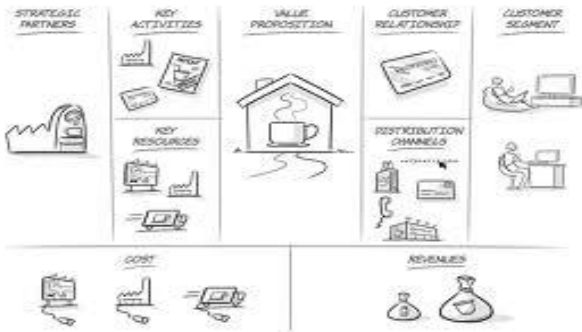 STRATEGIC
PARTNERS
KEY
ACTIVITIES
VALUE
PROPOSITION
CUSTOMER
RELATIONSHIP
CUSTOMER
SEGMENT
KEY
RESOURCES
DISTRIBUTION
CHANNELS
COST
REVENUES